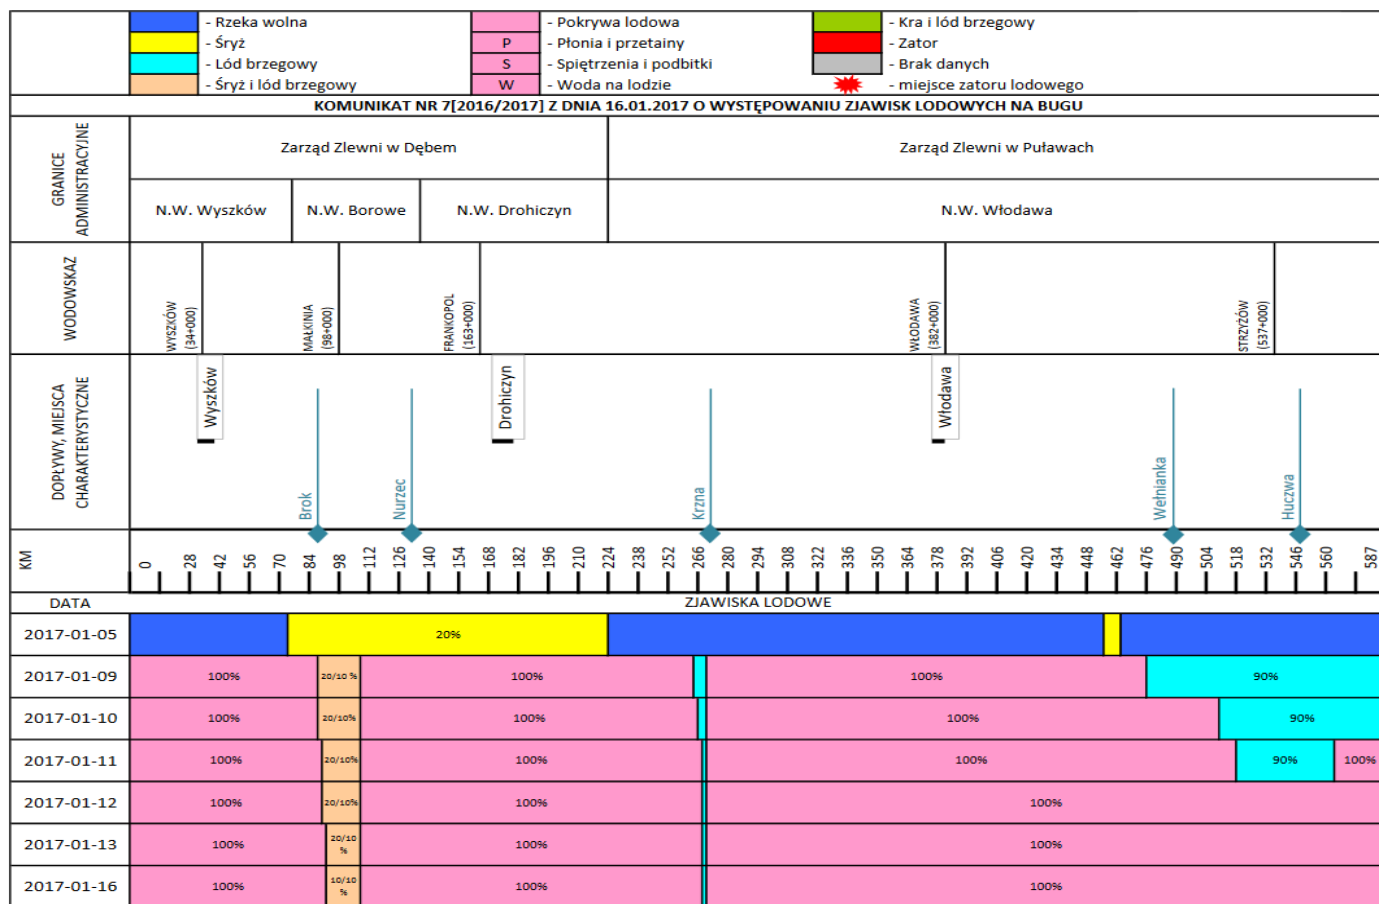 - Rzeka wolna
- Pokrywa lodowa
- Kra i lód brzegowy
- Śryż
P - Płonia i przetainy
- Zator
- Lód brzegowy
S - Spiętrzenia i podbitki
- Brak danych
- Śryż i lód brzegowy
W - Woda na lodzie
- miejsce zatoru lodowego
KOMUNIKAT NR 7[2016/2017] Z DNIA 16.01.2017 O WYSTĘPOWANIU ZJAWISK LODOWYCH NA BUGU
GRANICE
ADMINISTRACYJNE
Zarząd Zlewni w Dębem
Zarząd Zlewni w Puławach
N.W. Wyszków
N.W. Borowe
N.W. Drohiczyn
N.W. Włodawa
WODOWSKAZ
WYSZKÓW
(34+000)
MAŁKINIA
(98+000)
FRANKOPOL
(163+000)
WŁODAWA
(382+000)
STRZYŻÓW
(537+000)
DOPŁYWY, MIEJSCA
CHARAKTERYSTYCZNE
Wyszków
Drohiczyn
Włodawa
Brok
Nurzec
Krzna
Wełnianka
Huczwa
KM
0 28 42 56 70 84 98 112 126 140 154 168 182 196 210 224 238 252 266 280 294 308 322 336 350 364 378 392 406 420 434 448 462 476 490 504 518 532 546 560 587
DATA
ZJAWISKA LODOWE
2017-01-05
20%
2017-01-09
100%
20/10 %
100%
100%
90%
2017-01-10
100%
20/10%
100%
100%
90%
2017-01-11
100%
20/10%
100%
100%
90%
100%
2017-01-12
100%
20/10%
100%
100%
2017-01-13
100%
20/10
%
100%
100%
2017-01-16
100%
10/10
%
100%
100%